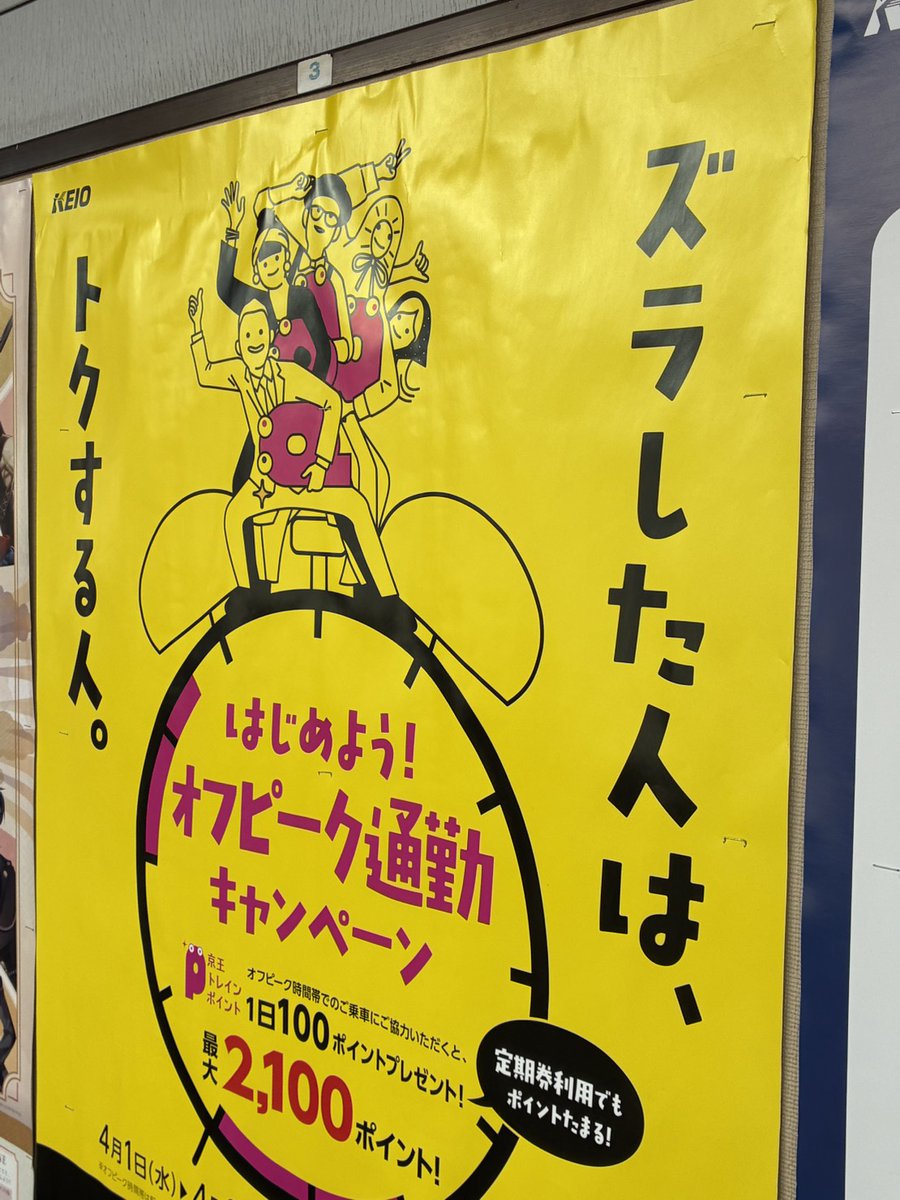 3
KEIO
ズラした人は、
トクする人。
はじめよう!
オフピーク通勤
キャンペーン
京王
トレイン
ポイント
オフピーク時間帯でのご乗車にご協力いただくと、
1日100ポイントプレゼント!
最大2,100ポイント!
定期券利用でも
ポイントたまる!
4月1日(水)▶4